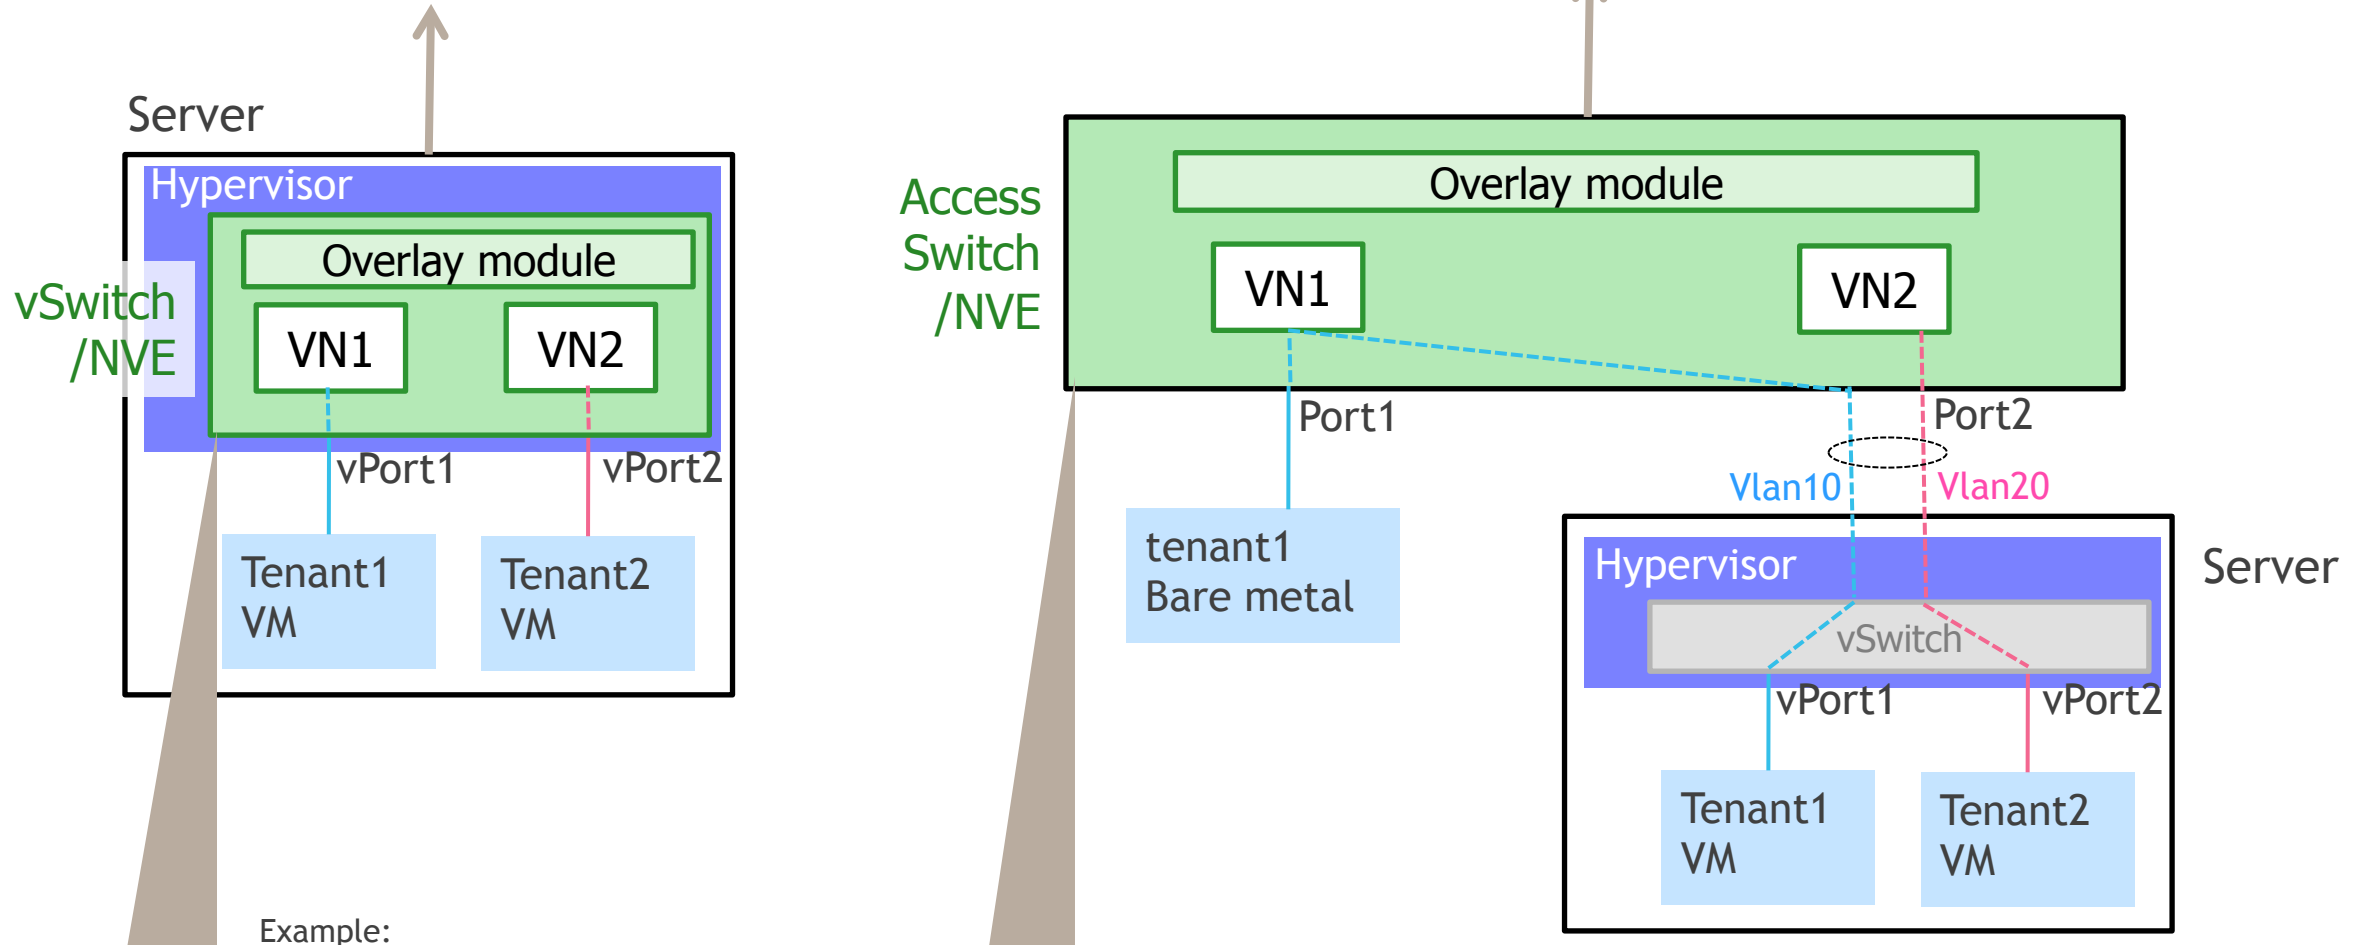 Server
Hypervisor
Overlay module
vSwitch
/NVE
VN1
VN2
vPort1
vPort2
Tenant1
VM
Tenant2
VM
Example:
Access
Switch
/NVE
Overlay module
VN1
VN2
Port1
Port2
Vlan10
Vlan20
tenant1
Bare metal
Hypervisor
Server
vSwitch
vPort1
vPort2
Tenant1
VM
Tenant2
VM